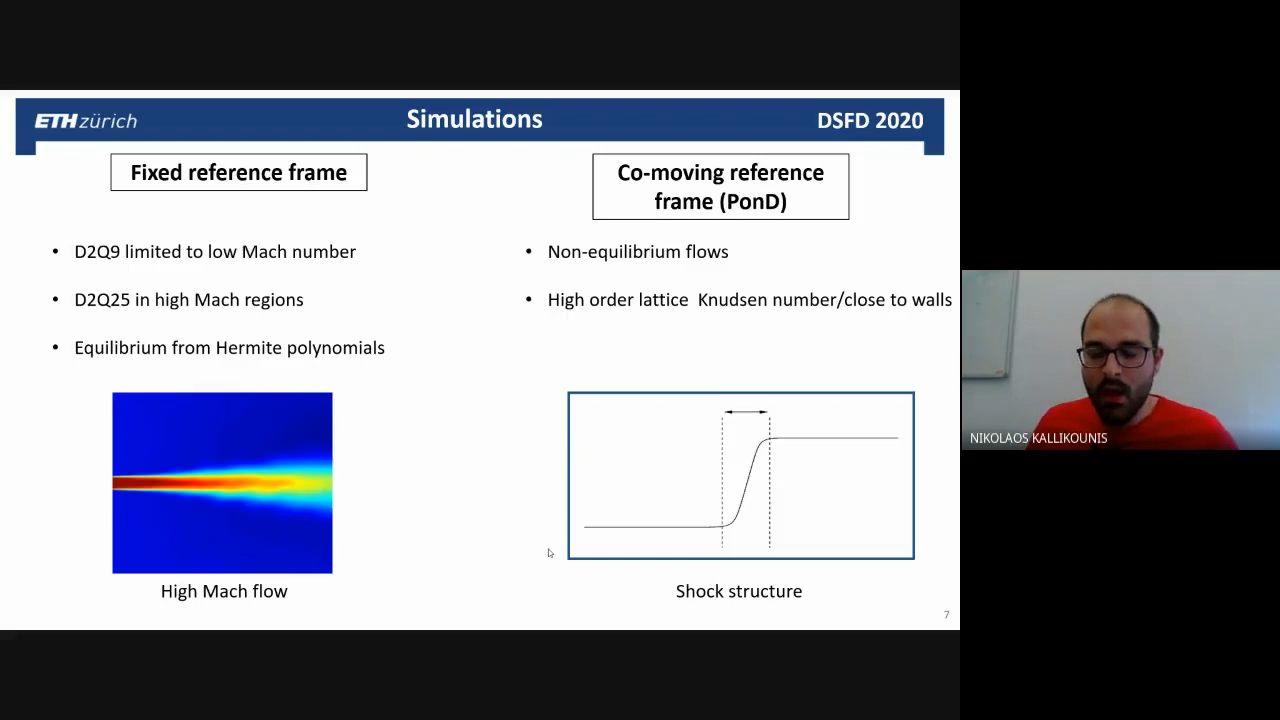 ETHzürich
Simulations
DSFD 2020
Fixed reference frame
• D2Q9 limited to low Mach number
• D2Q25 in high Mach regions
• Equilibrium from Hermite polynomials
High Mach flow
Co-moving reference
frame (PonD)
• Non-equilibrium flows
• High order lattice  Knudsen number/close to walls
Shock structure
7
NIKOLAOS KALLIKOUNIS